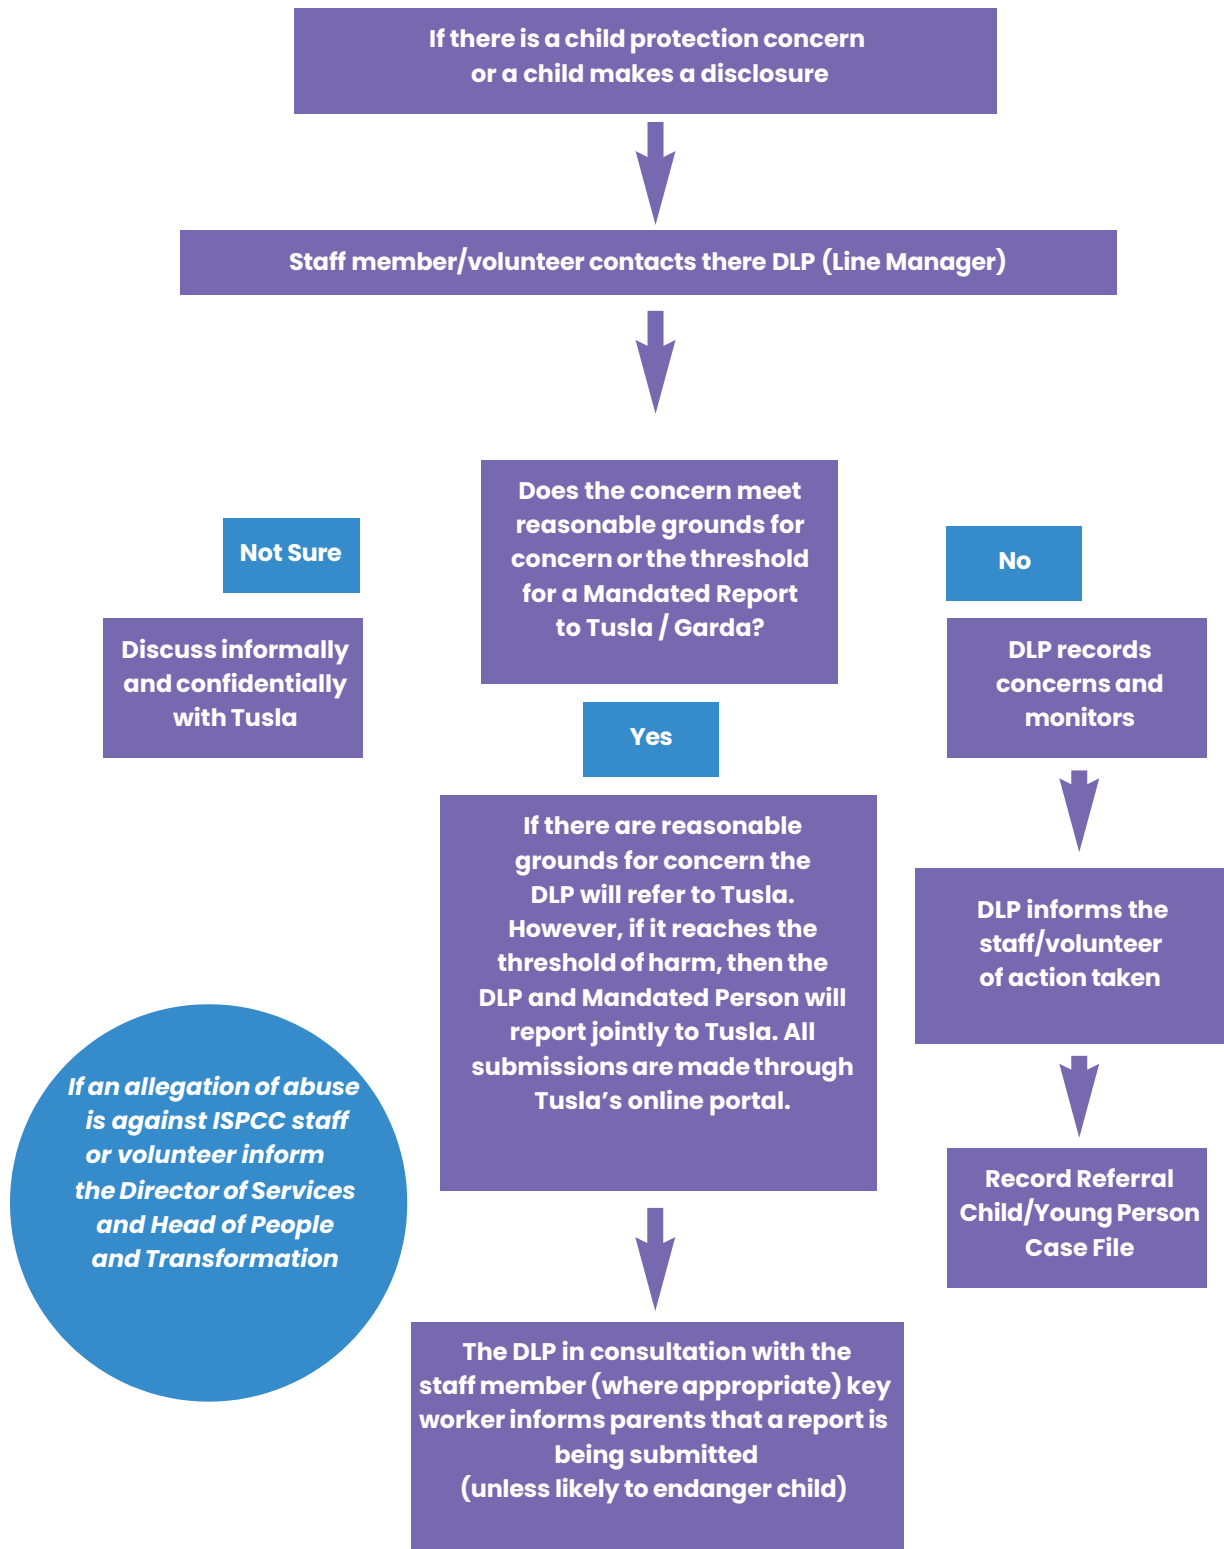 If there is a child protection concern
or a child makes a disclosure
Staff member/volunteer contacts there DLP (Line Manager)
Does the concern meet
reasonable grounds for
concern or the threshold
for a Mandated Report
to Tusla / Garda?
Not Sure
Discuss informally
and confidentially
with Tusla
No
DLP records
concerns and
monitors
DLP informs the
staff/volunteer
of action taken
Record Referral
Child/Young Person
Case File
Yes
If there are reasonable
grounds for concern the
DLP will refer to Tusla.
However, if it reaches the
threshold of harm, then the
DLP and Mandated Person will
report jointly to Tusla. All
submissions are made through
Tusla’s online portal.
The DLP in consultation with the
staff member (where appropriate) key
worker informs parents that a report is
being submitted
(unless likely to endanger child)
If an allegation of abuse
is against ISPCC staff
or volunteer inform
the Director of Services
and Head of People
and Transformation